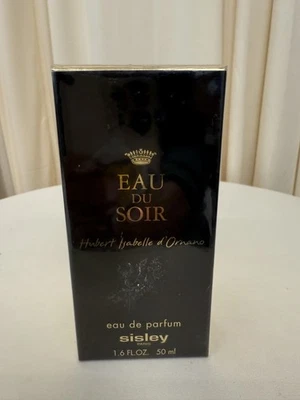 EAU
DU
SOIR
Hubert Isabelle d'Ornano
eau de parfum
sisley
PARIS
1.6 FL.OZ. 50 ml